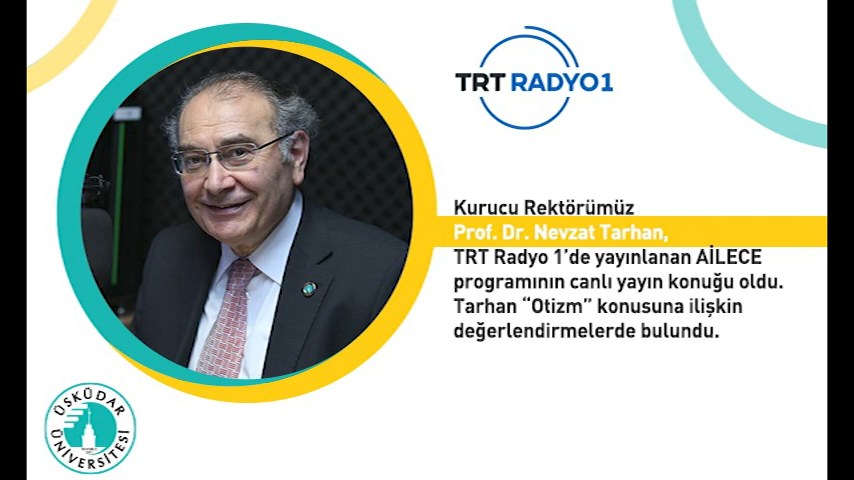 TRT RADYO1
Kurucu Rektörümüz
Prof. Dr. Nevzat Tarhan,
TRT Radyo 1’de yayınlanan AİLECE
programının canlı yayın konuğu oldu.
Tarhan “Otizm” konusuna ilişkin
değerlendirmelerde bulundu.
ÜSKÜDAR
ÜNİVERSİTESİ